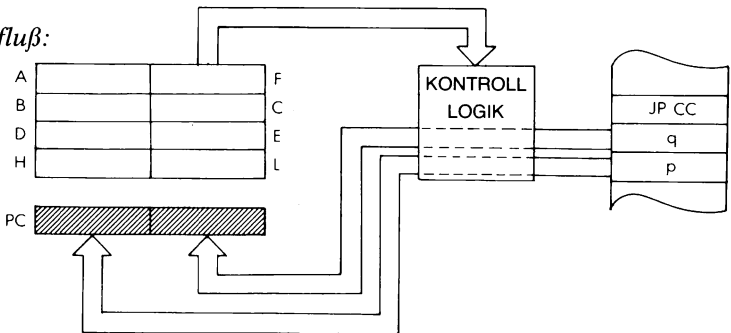 fluß:
A F
B C
D E
H L
PC
KONTROLL
LOGIK
JP CC
q
p